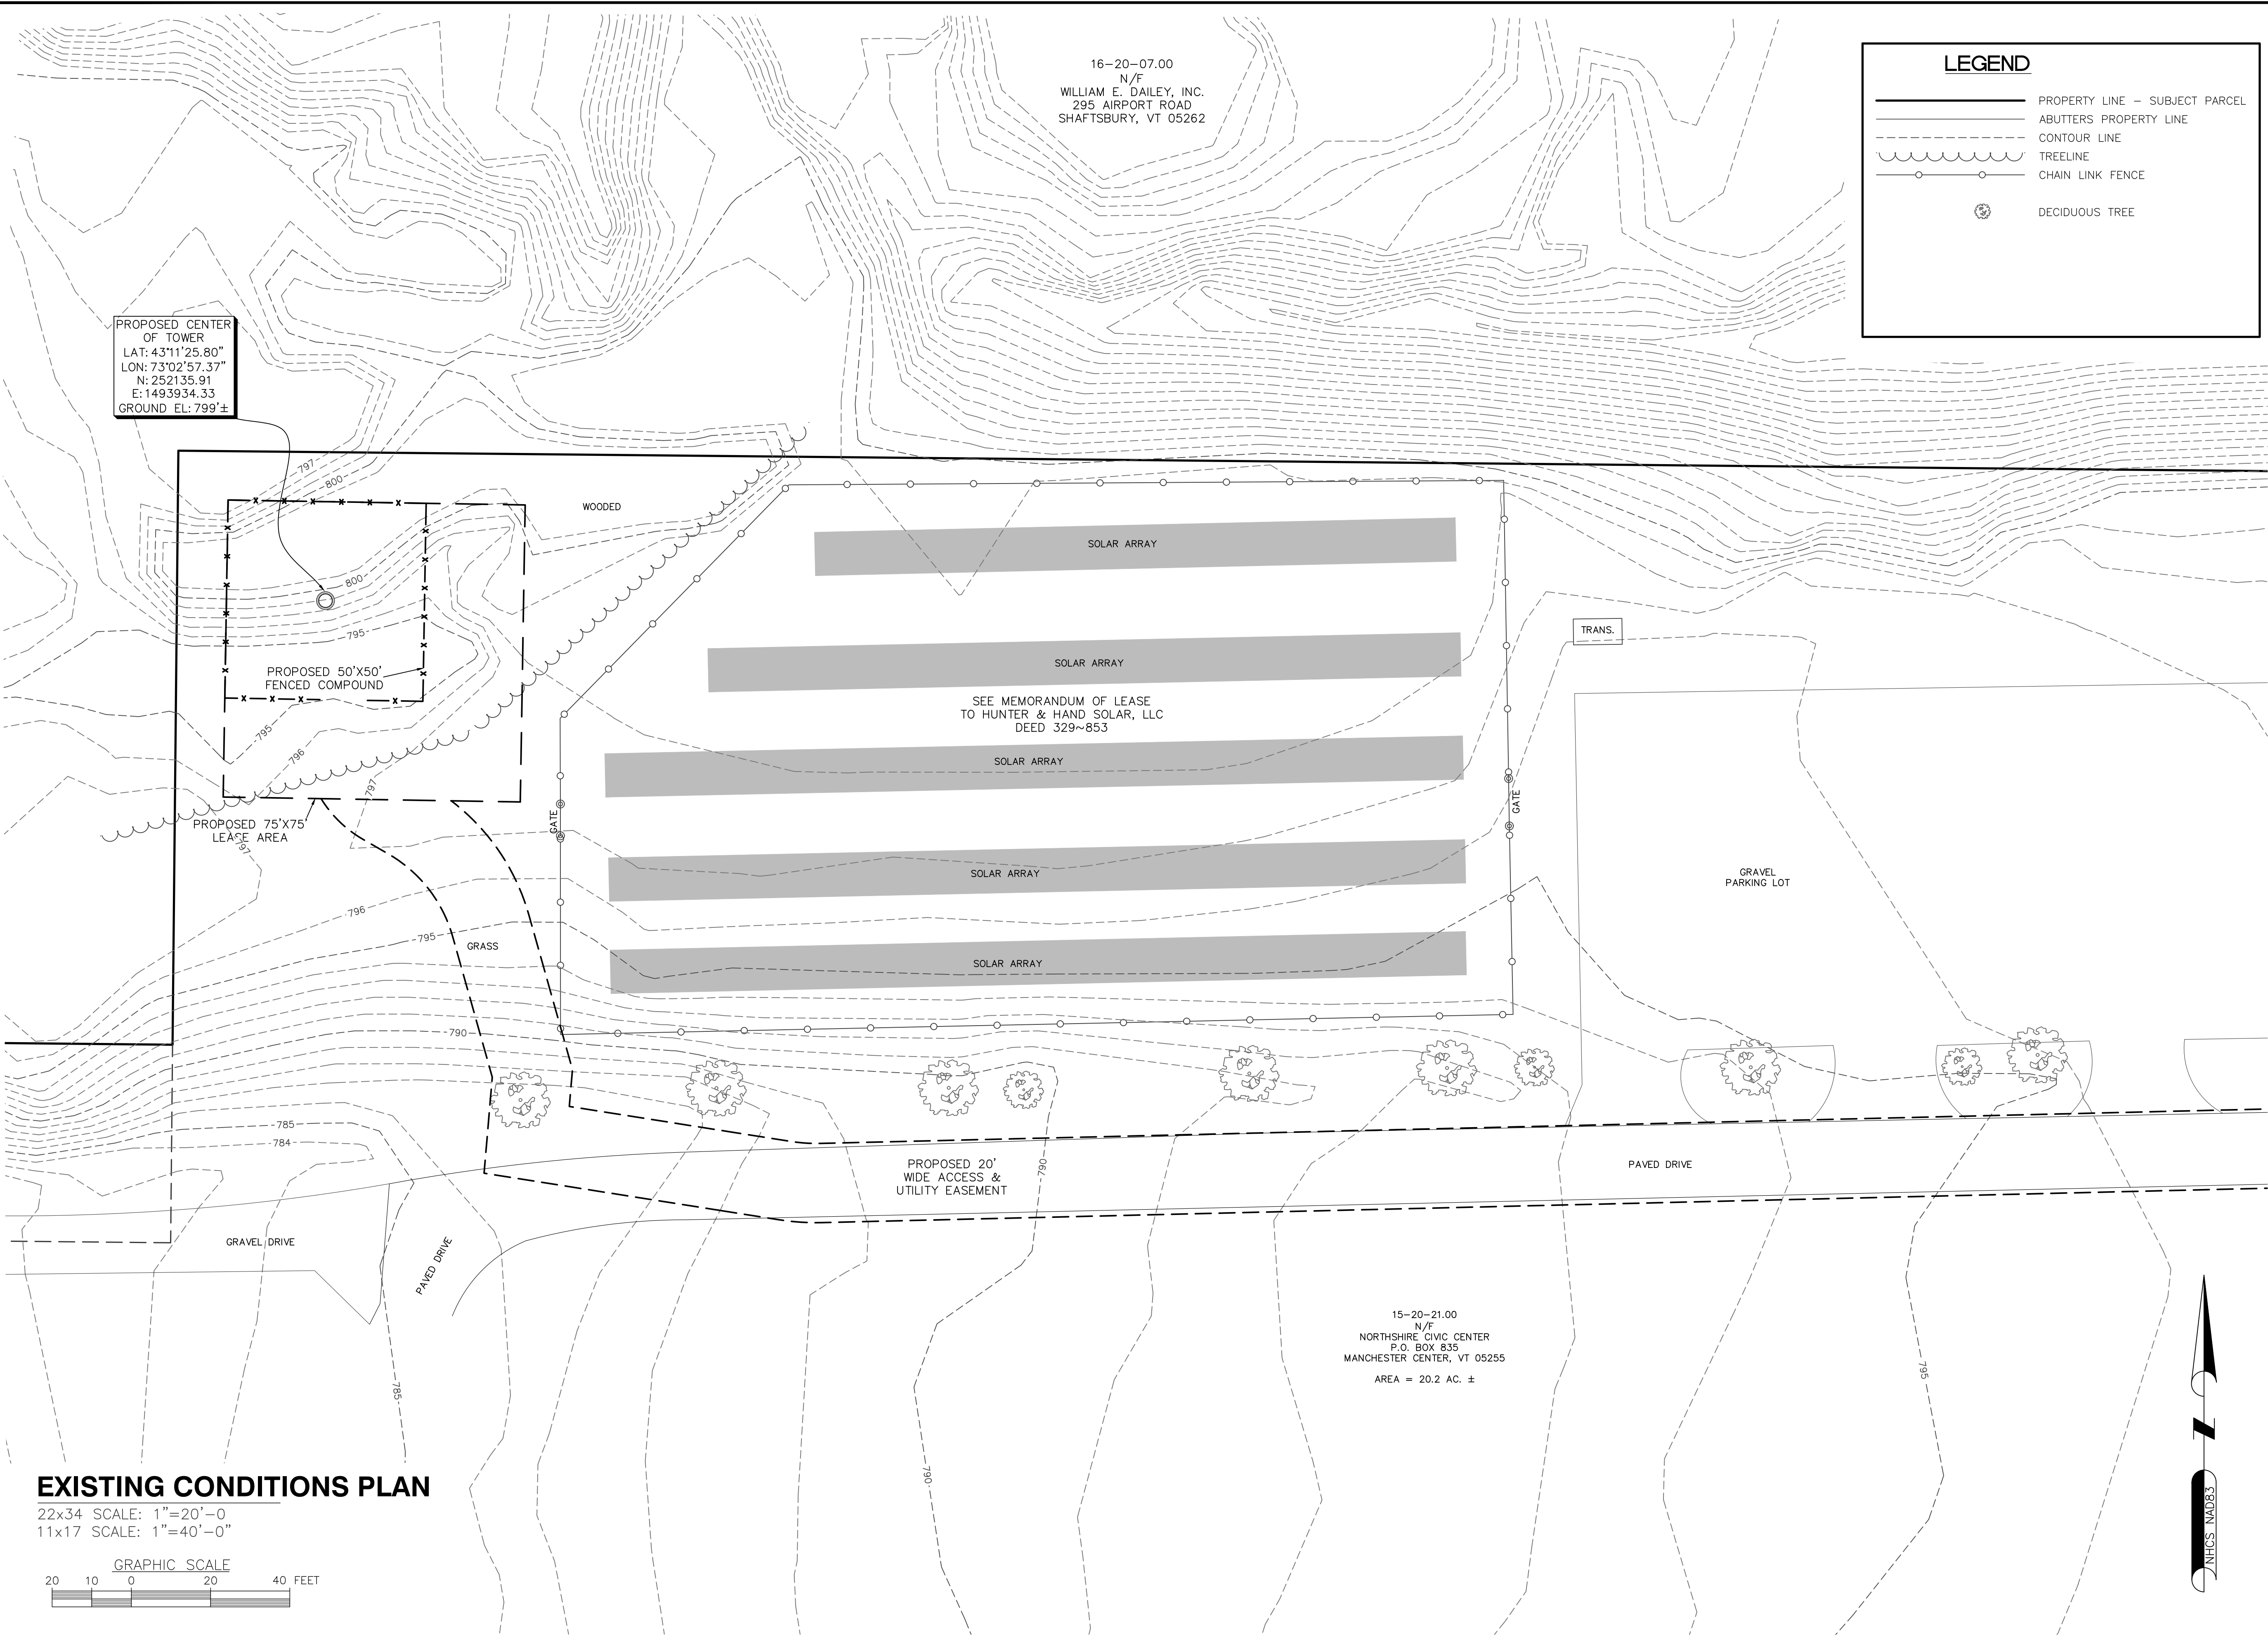 16-20-07.00
N/F
WILLIAM E. DAILEY, INC.
295 AIRPORT ROAD
SHAFTSBURY, VT 05262
LEGEND
PROPERTY LINE - SUBJECT PARCEL
ABUTTERS PROPERTY LINE
CONTOUR LINE
TREELINE
CHAIN LINK FENCE
DECIDUOUS TREE
PROPOSED CENTER
OF TOWER
LAT: 43°11'25.80"
LON: 73°02'57.37"
N: 252135.91
E: 1493934.33
GROUND EL: 799'±
797
800
WOODED
SOLAR ARRAY
800
795
TRANS.
SOLAR ARRAY
PROPOSED 50'X50'
FENCED COMPOUND
SEE MEMORANDUM OF LEASE
TO HUNTER & HAND SOLAR, LLC
DEED 329~853
795
796
797
SOLAR ARRAY
GATE
GATE
PROPOSED 75'X75'
LEASE AREA
797
SOLAR ARRAY
GRAVEL
PARKING LOT
796
795
GRASS
SOLAR ARRAY
790
785
784
PROPOSED 20'
WIDE ACCESS &
UTILITY EASEMENT
790
PAVED DRIVE
GRAVEL DRIVE
PAVED DRIVE
15-20-21.00
N/F
NORTHSHIRE CIVIC CENTER
P.O. BOX 835
MANCHESTER CENTER, VT 05255
AREA = 20.2 AC. ±
785
795
790
N
NHCS NAD83
EXISTING CONDITIONS PLAN
22x34 SCALE: 1"=20'-0
11x17 SCALE: 1"=40'-0"
GRAPHIC SCALE
20 10 0 20 40 FEET